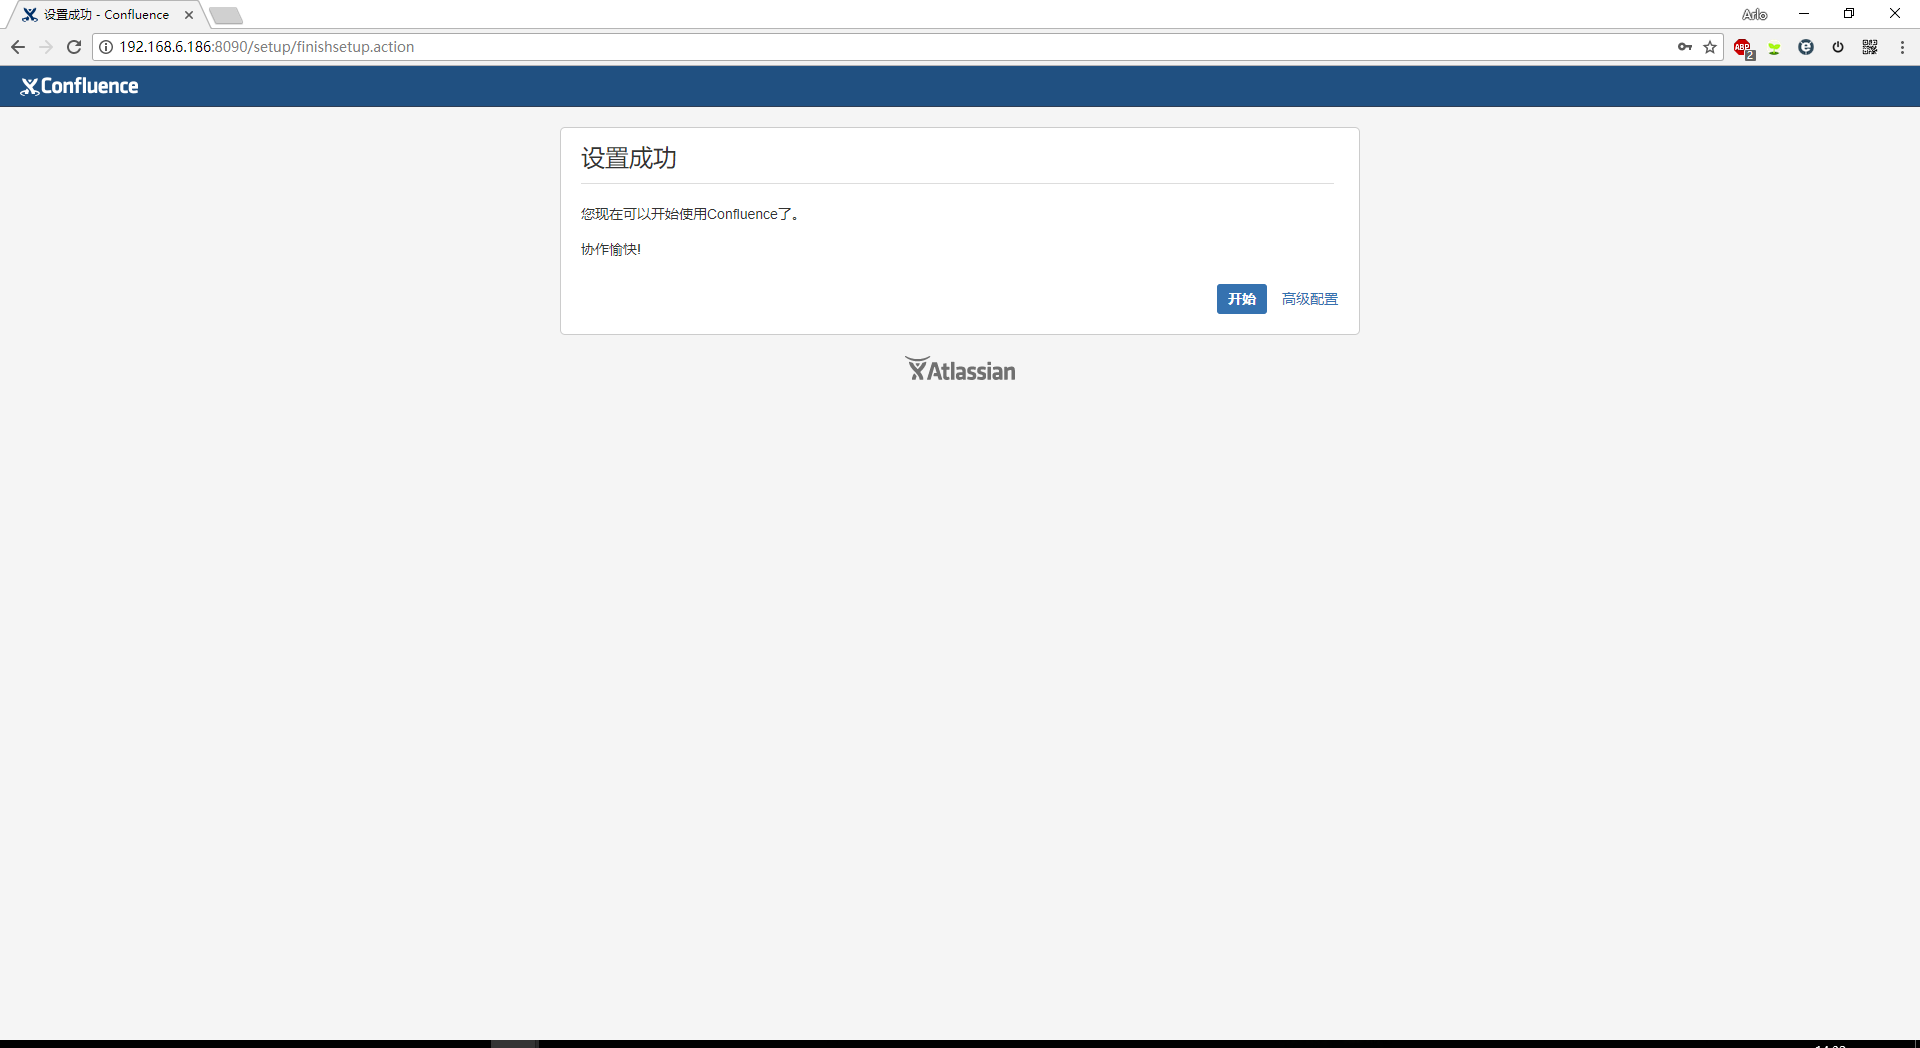 设置成功 - Confluence
Arlo
192.168.6.186:8090/setup/finishsetup.action
ABP
2
Confluence
设置成功
您现在可以开始使用Confluence了。
协作愉快!
开始 高级配置
Atlassian